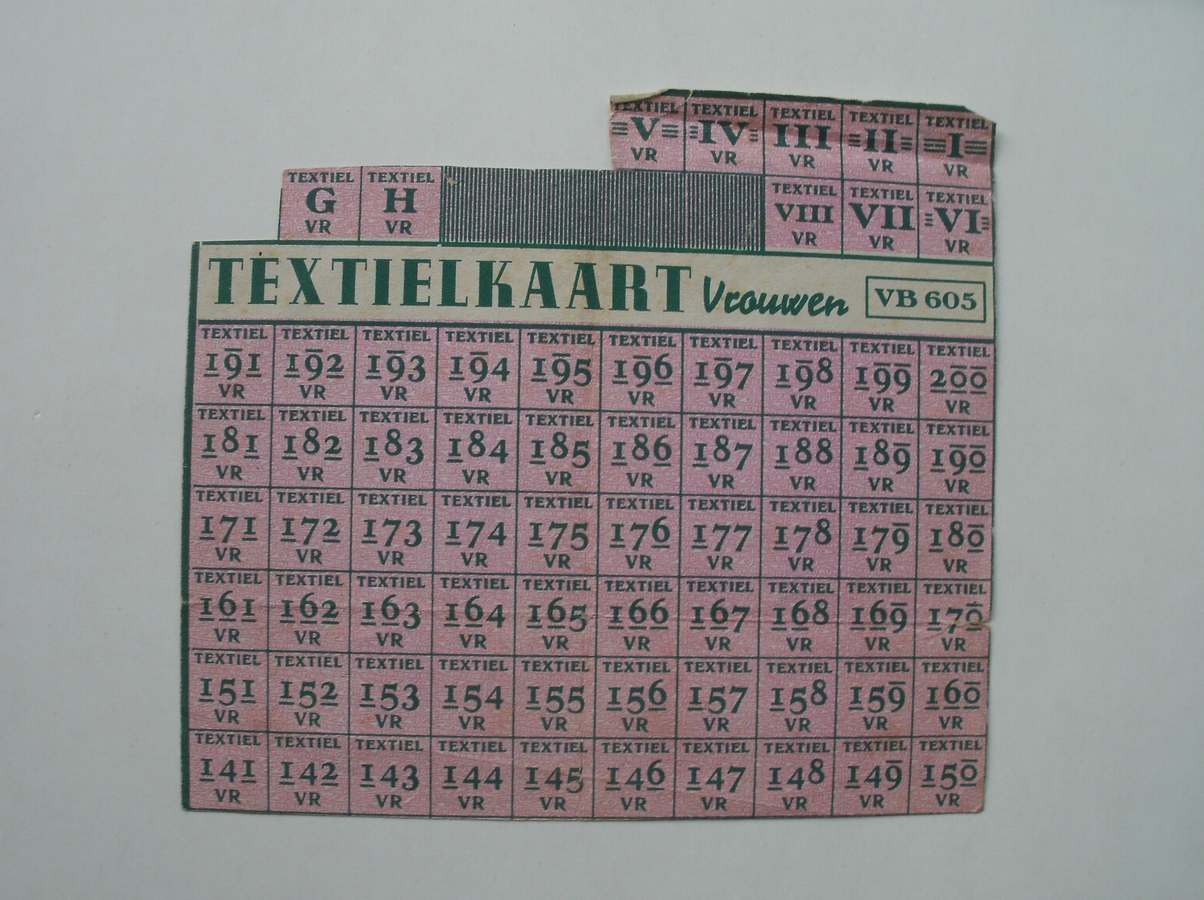 TEXTIEL TEXTIEL TEXTIEL TEXTIEL TEXTIEL
V IV III II I
VR VR VR VR VR
TEXTIEL TEXTIEL TEXTIEL TEXTIEL TEXTIEL
G H VIII VII VI
VR VR VR VR VR
TEXTIELKAART Vrouwen VB 605
TEXTIEL TEXTIEL TEXTIEL TEXTIEL TEXTIEL TEXTIEL TEXTIEL TEXTIEL TEXTIEL TEXTIEL
191 192 193 194 195 196 197 198 199 200
VR VR VR VR VR VR VR VR VR VR
TEXTIEL TEXTIEL TEXTIEL TEXTIEL TEXTIEL TEXTIEL TEXTIEL TEXTIEL TEXTIEL TEXTIEL
181 182 183 184 185 186 187 188 189 190
VR VR VR VR VR VR VR VR VR VR
TEXTIEL TEXTIEL TEXTIEL TEXTIEL TEXTIEL TEXTIEL TEXTIEL TEXTIEL TEXTIEL TEXTIEL
171 172 173 174 175 176 177 178 179 180
VR VR VR VR VR VR VR VR VR VR
TEXTIEL TEXTIEL TEXTIEL TEXTIEL TEXTIEL TEXTIEL TEXTIEL TEXTIEL TEXTIEL TEXTIEL
161 162 163 164 165 166 167 168 169 170
VR VR VR VR VR VR VR VR VR VR
TEXTIEL TEXTIEL TEXTIEL TEXTIEL TEXTIEL TEXTIEL TEXTIEL TEXTIEL TEXTIEL TEXTIEL
151 152 153 154 155 156 157 158 159 160
VR VR VR VR VR VR VR VR VR VR
TEXTIEL TEXTIEL TEXTIEL TEXTIEL TEXTIEL TEXTIEL TEXTIEL TEXTIEL TEXTIEL TEXTIEL
141 142 143 144 145 146 147 148 149 150
VR VR VR VR VR VR VR VR VR VR